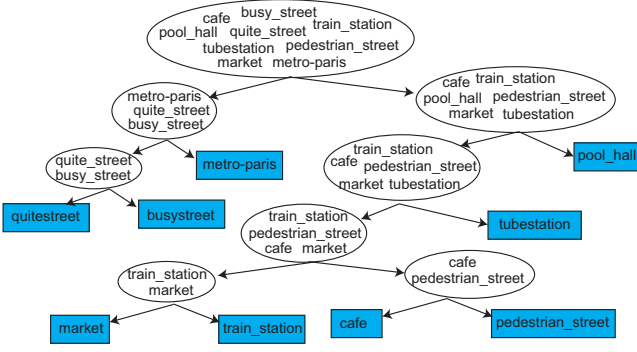 cafe busy_street
pool_hall quite_street train_station
tubestation pedestrian_street
market metro-paris
metro-paris
quite_street
busy_street
cafe train_station
pool_hall pedestrian_street
market tubestation
quite_street
busy_street
metro-paris
train_station
cafe pedestrian_street
market tubestation
pool_hall
quitestreet
busystreet
train_station
pedestrian_street
cafe market
tubestation
train_station
market
cafe
pedestrian_street
market
train_station
cafe
pedestrian_street